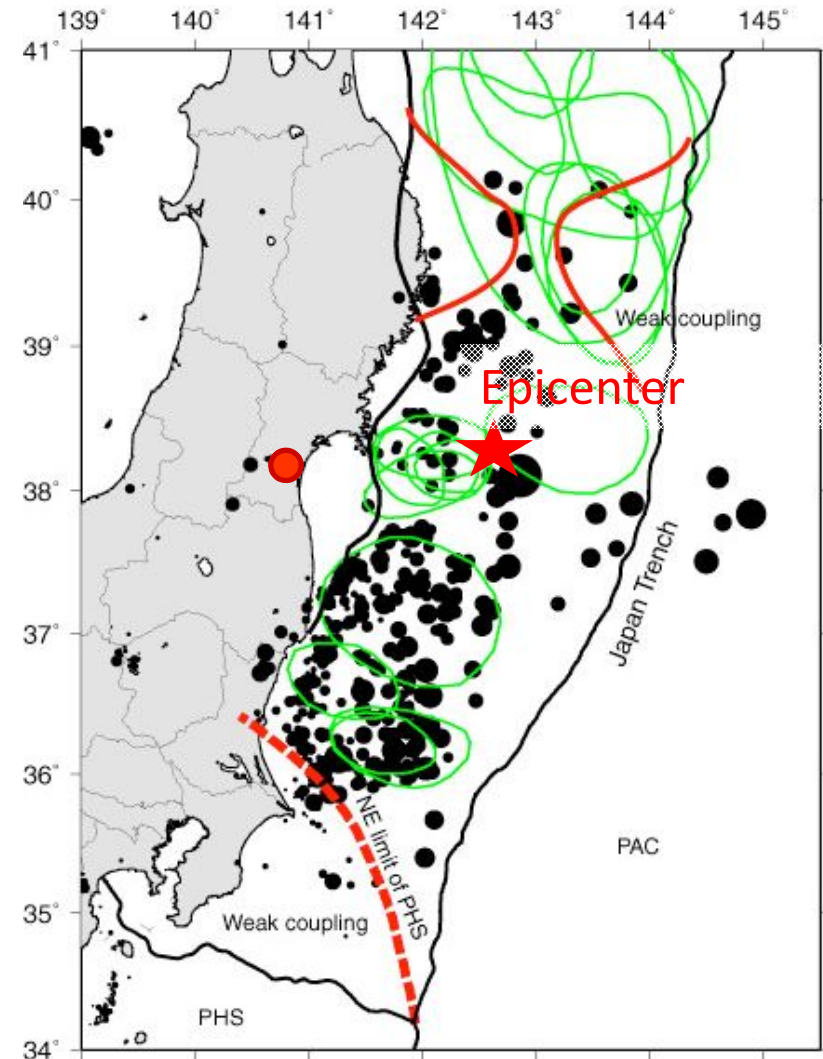 139° 140° 141° 142° 143° 144° 145°
41°
40°
39°
38°
37°
36°
35°
34°
Weak coupling
Epicenter
Japan Trench
NE limit of PHS
PAC
Weak coupling
PHS